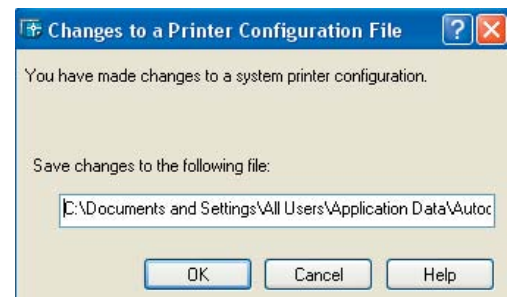 Changes to a Printer Configuration File
You have made changes to a system printer configuration.
Save changes to the following file:
C:\Documents and Settings\All Users\Application Data\Autoc
OK Cancel Help